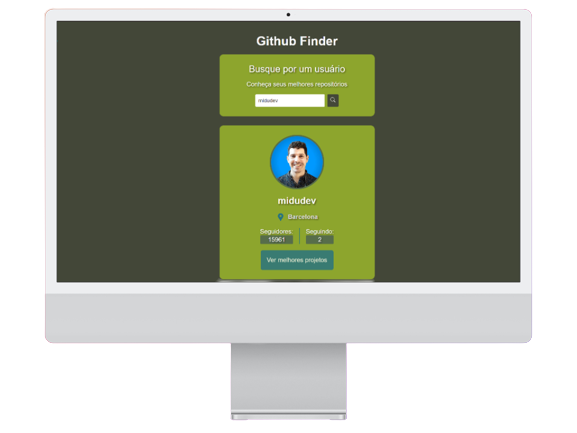 Github Finder
Busque por um usuário
Conheça seus melhores repositórios
midudev
midudev
Barcelona
Seguidores: Seguindo:
15961 2
Ver melhores projetos